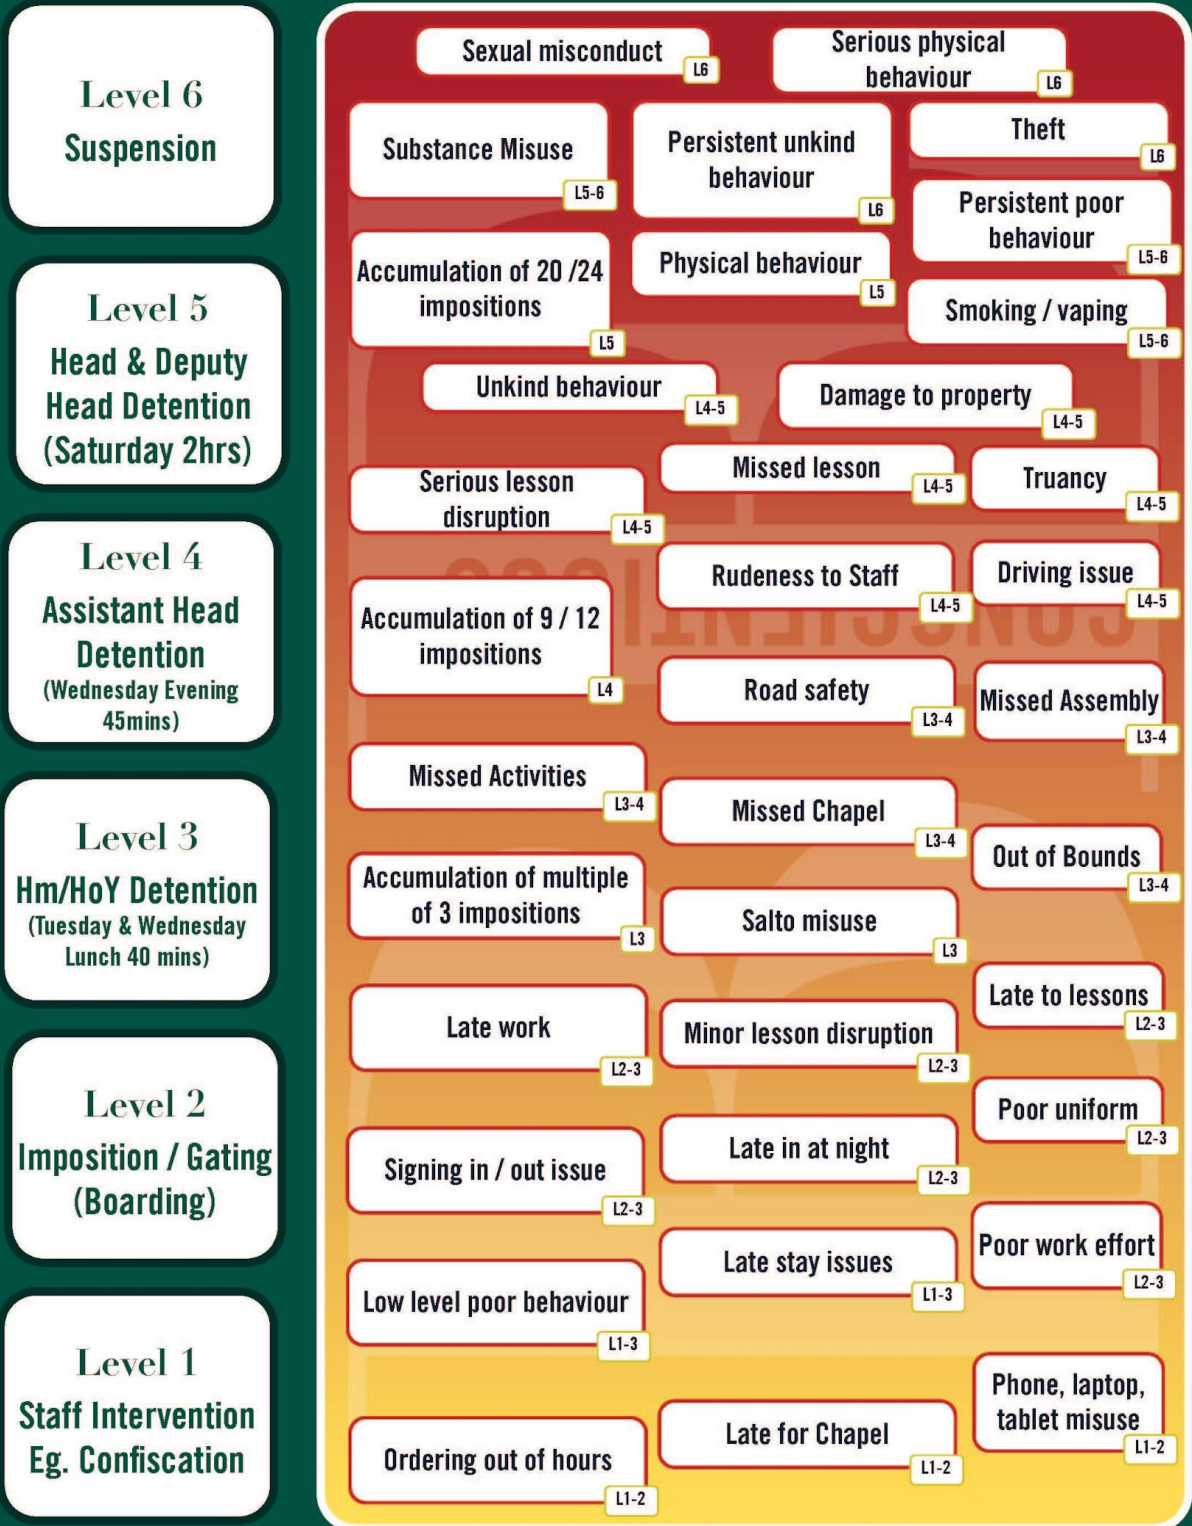 Level 6
Suspension
Level 5
Head & Deputy
Head Detention
(Saturday 2hrs)
Level 4
Assistant Head
Detention
(Wednesday Evening
45mins)
Level 3
Hm/HoY Detention
(Tuesday & Wednesday
Lunch 40 mins)
Level 2
Imposition / Gating
(Boarding)
Level 1
Staff Intervention
Eg. Confiscation
Sexual misconduct
L6
Serious physical
behaviour
L6
Substance Misuse
L5-6
Persistent unkind
behaviour
L6
Theft
L6
Persistent poor
behaviour
L5-6
Accumulation of 20 /24
impositions
L5
Physical behaviour
L5
Smoking / vaping
L5-6
Unkind behaviour
L4-5
Damage to property
L4-5
Serious lesson
disruption
L4-5
Missed lesson
L4-5
Truancy
L4-5
Accumulation of 9 / 12
impositions
L4
Rudeness to Staff
L4-5
Driving issue
L4-5
Road safety
L3-4
Missed Assembly
L3-4
Missed Activities
L3-4
Missed Chapel
L3-4
Out of Bounds
L3-4
Accumulation of multiple
of 3 impositions
L3
Salto misuse
L3
Late to lessons
L2-3
Late work
L2-3
Minor lesson disruption
L2-3
Poor uniform
L2-3
Signing in / out issue
L2-3
Late in at night
L2-3
Poor work effort
L2-3
Low level poor behaviour
L1-3
Late stay issues
L1-3
Phone, laptop,
tablet misuse
L1-2
Ordering out of hours
L1-2
Late for Chapel
L1-2